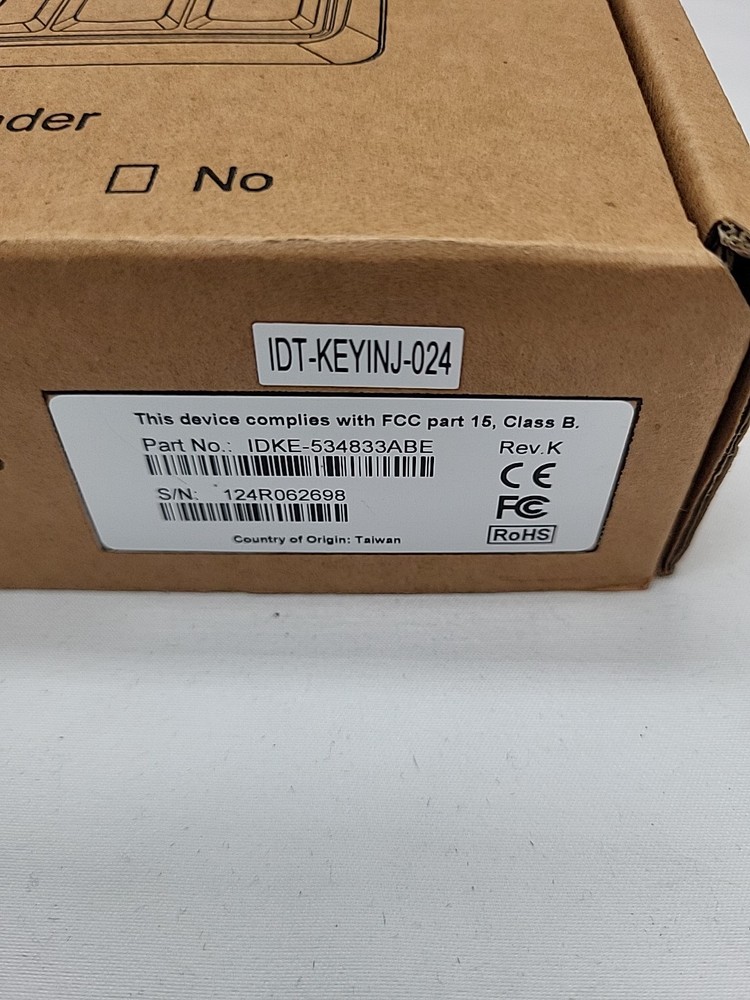 No
IDT-KEYINJ-024
This device complies with FCC part 15, Class B.
Part No.: IDKE-534833ABE Rev.K
CE
S/N: 124R062698
FC
Country of Origin: Taiwan
RoHS